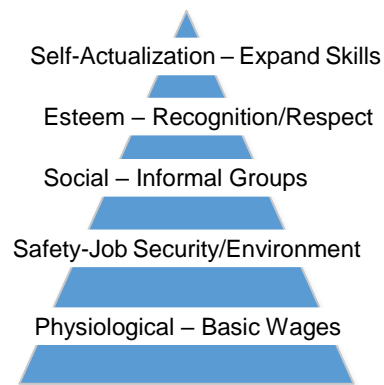 Self-Actualization – Expand Skills
Esteem – Recognition/Respect
Social – Informal Groups
Safety-Job Security/Environment
Physiological – Basic Wages